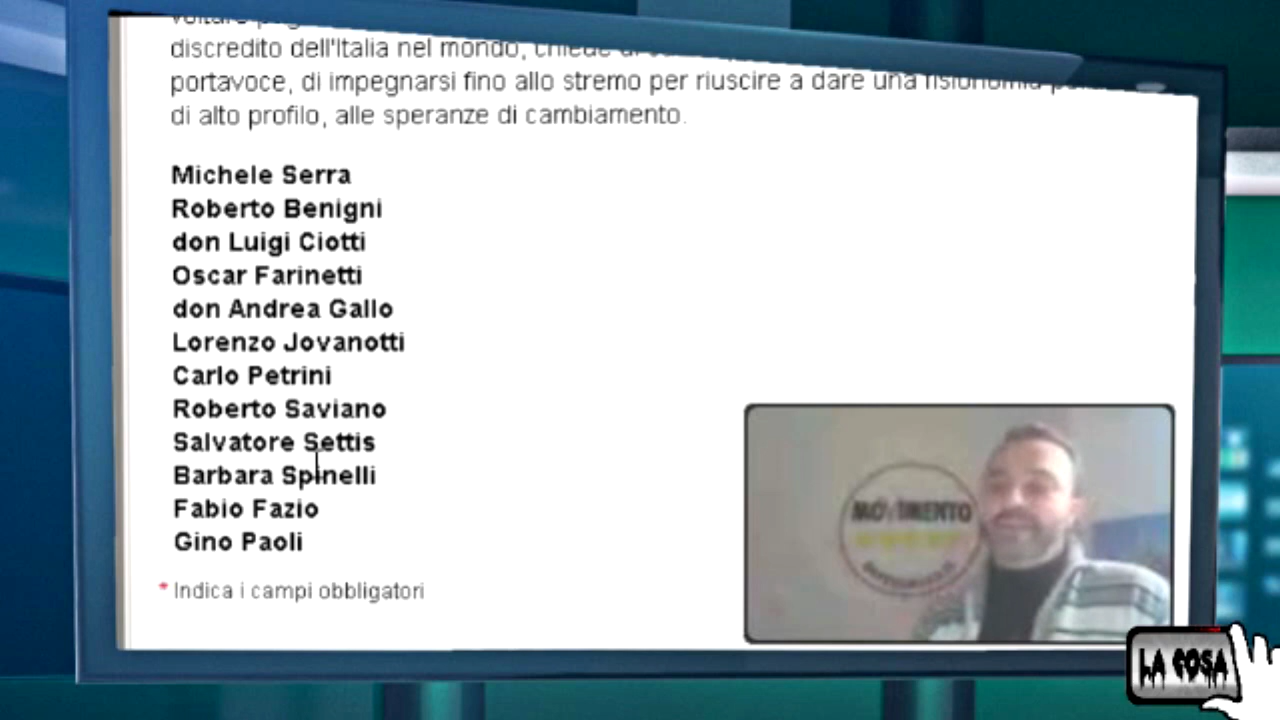 discredito dell'Italia nel mondo, chiede
portavoce, di impegnarsi fino allo stremo per riuscire a dare una fisionomia
di alto profilo, alle speranze di cambiamento.
Michele Serra
Roberto Benigni
don Luigi Ciotti
Oscar Farinetti
don Andrea Gallo
Lorenzo Jovanotti
Carlo Petrini
Roberto Saviano
Salvatore Settis
Barbara Spinelli
Fabio Fazio
Gino Paoli
* Indica i campi obbligatori
MOVIMENTO
LA COSA